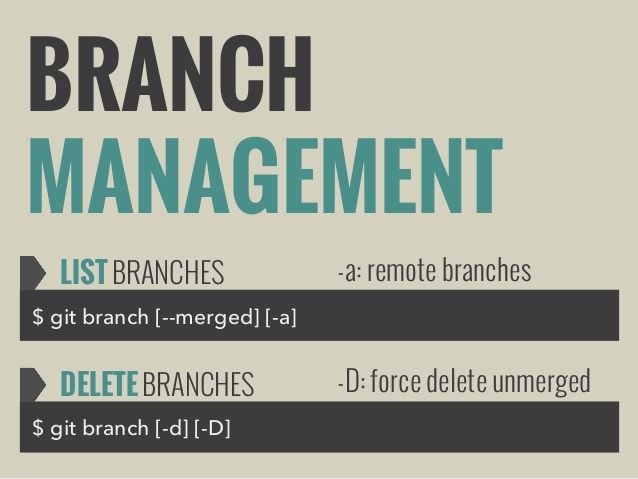 BRANCH
MANAGEMENT
LIST BRANCHES -a: remote branches
$ git branch [--merged] [-a]
DELETE BRANCHES -D: force delete unmerged
$ git branch [-d] [-D]